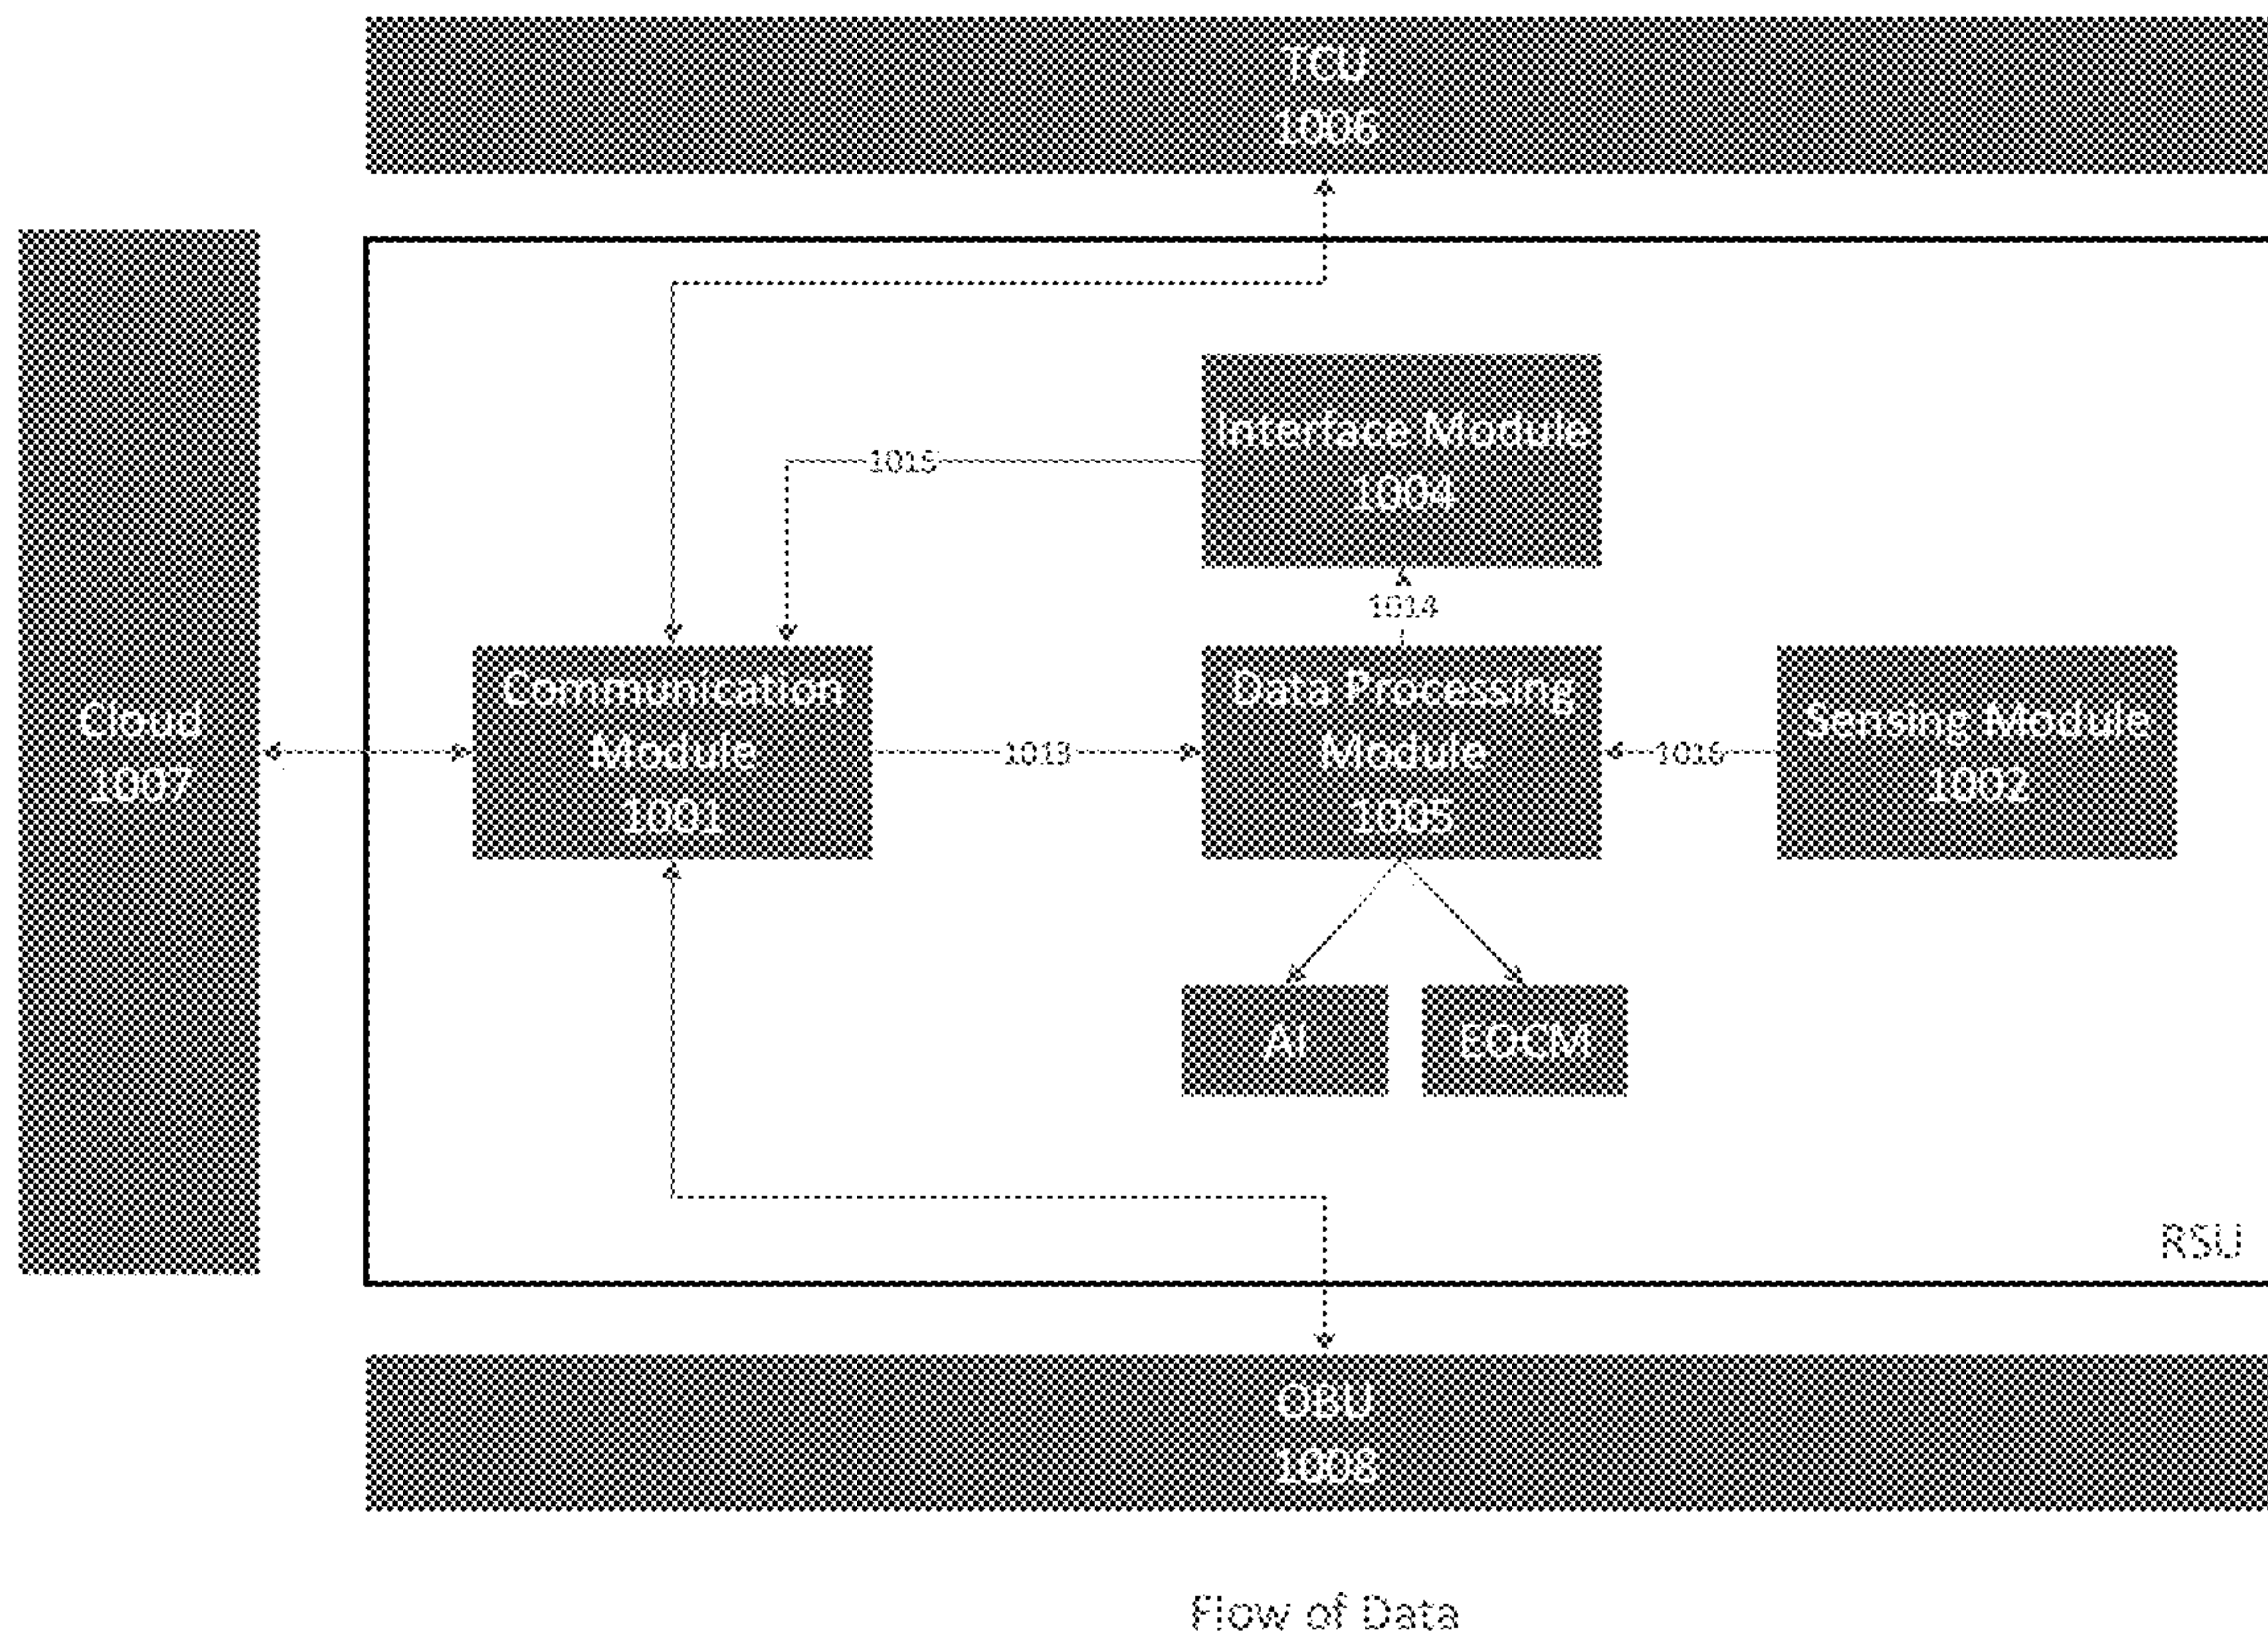 TCU
1006
Interface Module
1004
1015
1014
Cloud
1007
Communication
Module
1001
1013
Data Processing
Module
1005
1016
Sensing Module
1002
AI
EOCM
RSU
OBU
1008
Flow of Data